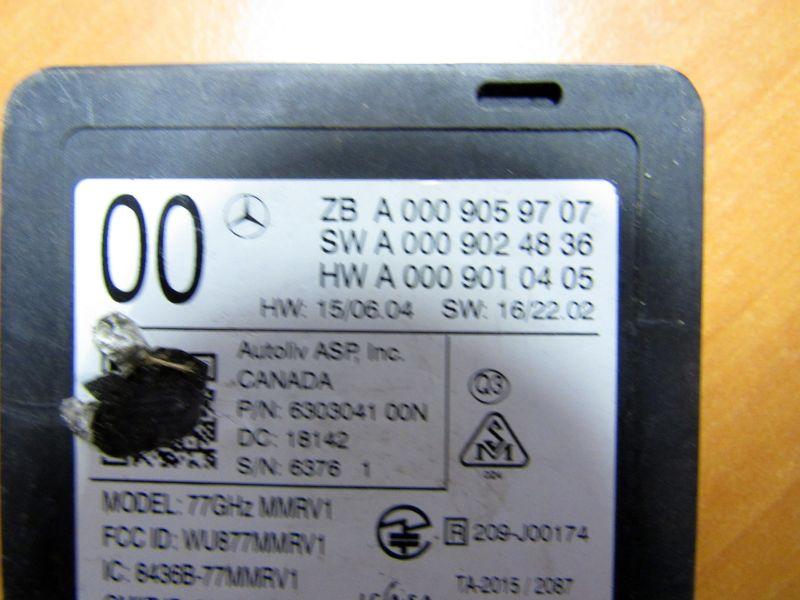 00
ZB A 000 905 97 07
SW A 000 902 48 36
HW A 000 901 04 05
HW: 15/06.04 SW: 16/22.02
Autoliv ASP, Inc.
CANADA
P/N: 6303041 00N
DC: 18142
S/N: 6376 1
Q3
MODEL: 77GHz MMRV1
FCC ID: WU877MMRV1
R 209-J00174
IC: 8436B-77MMRV1
TA-2015 / 2087